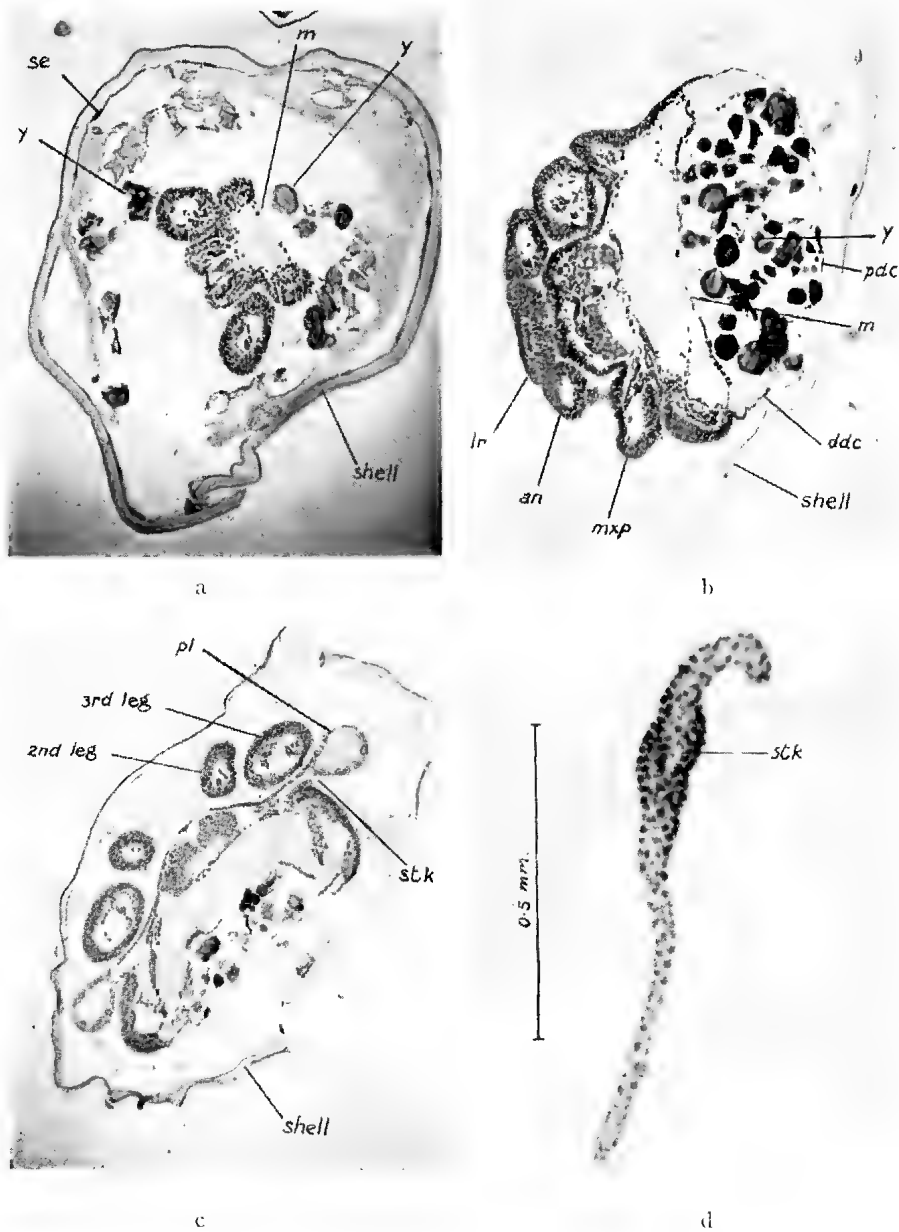 m
y
se
y
shell
a
y
pdc
m
lr
an
mxp
ddc
shell
b
pl
3rd leg
2nd leg
stk
shell
c
stk
0·5 mm.
d